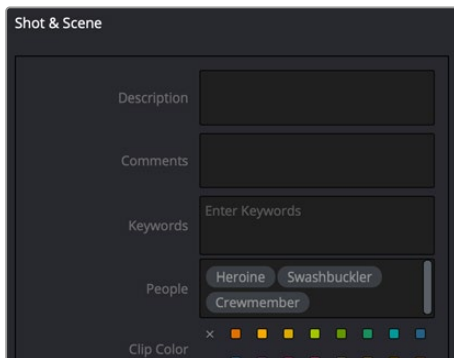 Shot & Scene
Description
Comments
Keywords
Enter Keywords
People
Heroine Swashbuckler
Crewmember
×
Clip Color